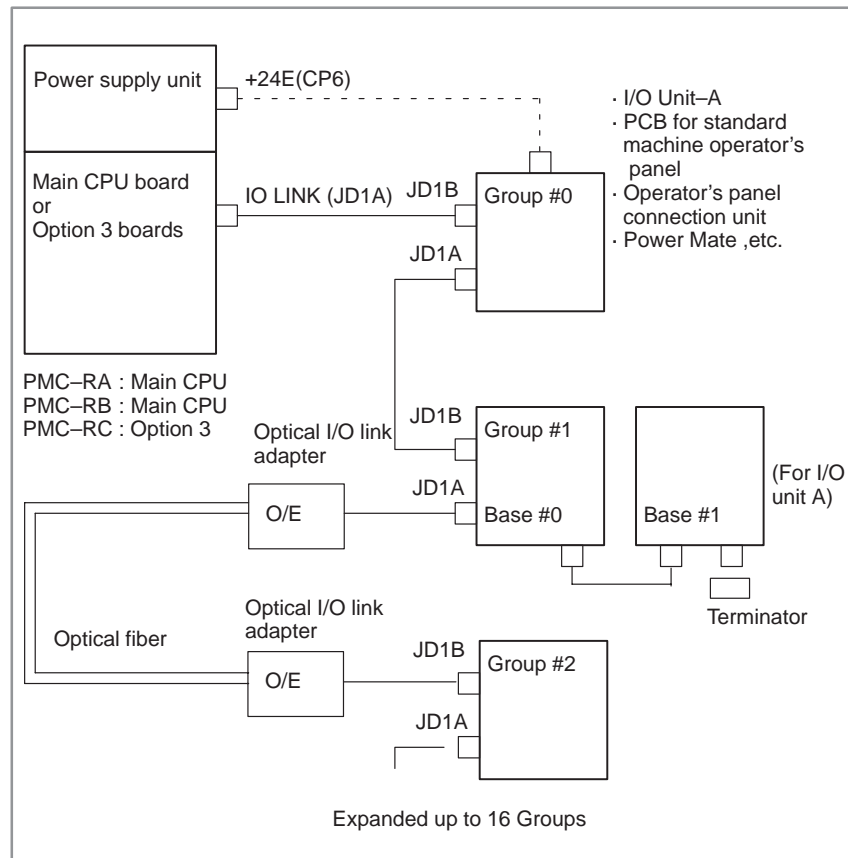 Power supply unit
+24E(CP6)
· I/O Unit–A
· PCB for standard
machine operator's
panel
· Operator's panel
connection unit
· Power Mate ,etc.
Main CPU board
or
Option 3 boards
IO LINK (JD1A)
JD1B
Group #0
JD1A
PMC–RA : Main CPU
PMC–RB : Main CPU
PMC–RC : Option 3
Optical I/O link
adapter
JD1B
Group #1
JD1A
O/E
Base #0
Base #1
(For I/O
unit A)
Terminator
Optical fiber
Optical I/O link
adapter
O/E
JD1B
Group #2
JD1A
Expanded up to 16 Groups